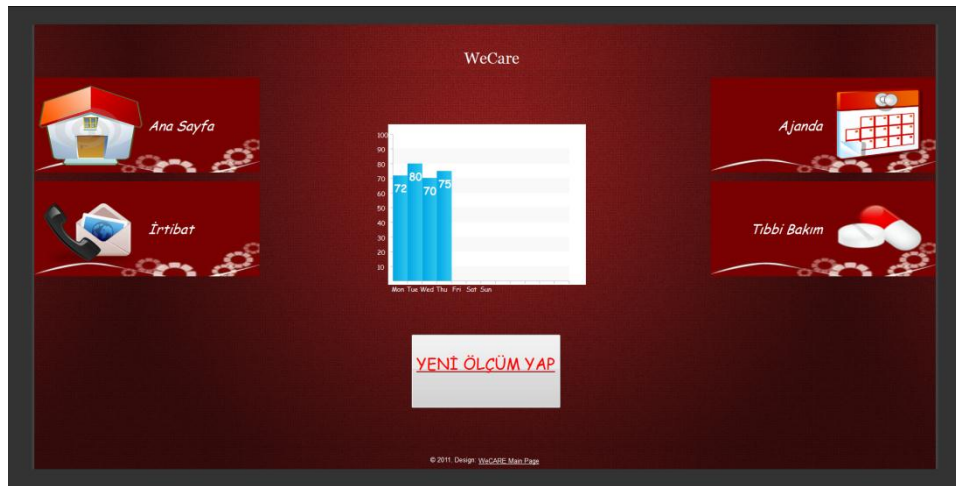 WeCare
Ana Sayfa
İrtibat
Ajanda
Tıbbi Bakım
100
90
80
70
60
50
40
30
20
10
72
80
70
75
Mon Tue Wed Thu Fri Sat Sun
YENİ ÖLÇÜM YAP
© 2011. Design: WeCARE Main Page